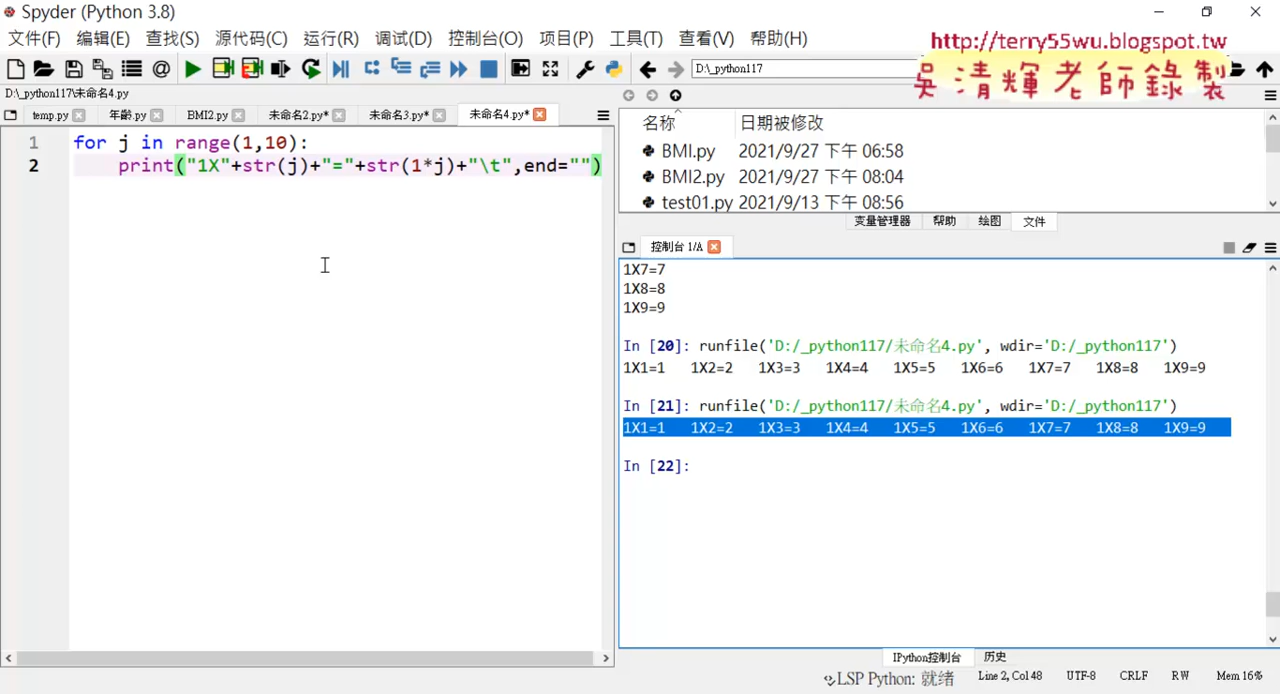 Spyder (Python 3.8)
文件(F) 编辑(E) 查找(S) 源代码(C) 运行(R) 调试(D) 控制台(O) 项目(P) 工具(T) 查看(V) 帮助(H)
http://terry55wu.blogspot.tw
吳清輝老師錄製
D:\_python117
D:\_python117\未命名4.py
temp.py 年龄.py BMI2.py 未命名2.py* 未命名3.py* 未命名4.py*
1 for j in range(1,10):
2 print("1X"+str(j)+"="+str(1*j)+"\t",end="")
名称 日期被修改
BMI.py 2021/9/27 下午 06:58
BMI2.py 2021/9/27 下午 08:04
test01.py 2021/9/13 下午 08:56
变量管理器 帮助 绘图 文件
控制台 1/A
1X7=7
1X8=8
1X9=9
In [20]: runfile('D:/_python117/未命名4.py', wdir='D:/_python117')
1X1=1 1X2=2 1X3=3 1X4=4 1X5=5 1X6=6 1X7=7 1X8=8 1X9=9
In [21]: runfile('D:/_python117/未命名4.py', wdir='D:/_python117')
1X1=1 1X2=2 1X3=3 1X4=4 1X5=5 1X6=6 1X7=7 1X8=8 1X9=9
In [22]:
IPython控制台 历史
LSP Python: 就绪 Line 2, Col 48 UTF-8 CRLF RW Mem 16%